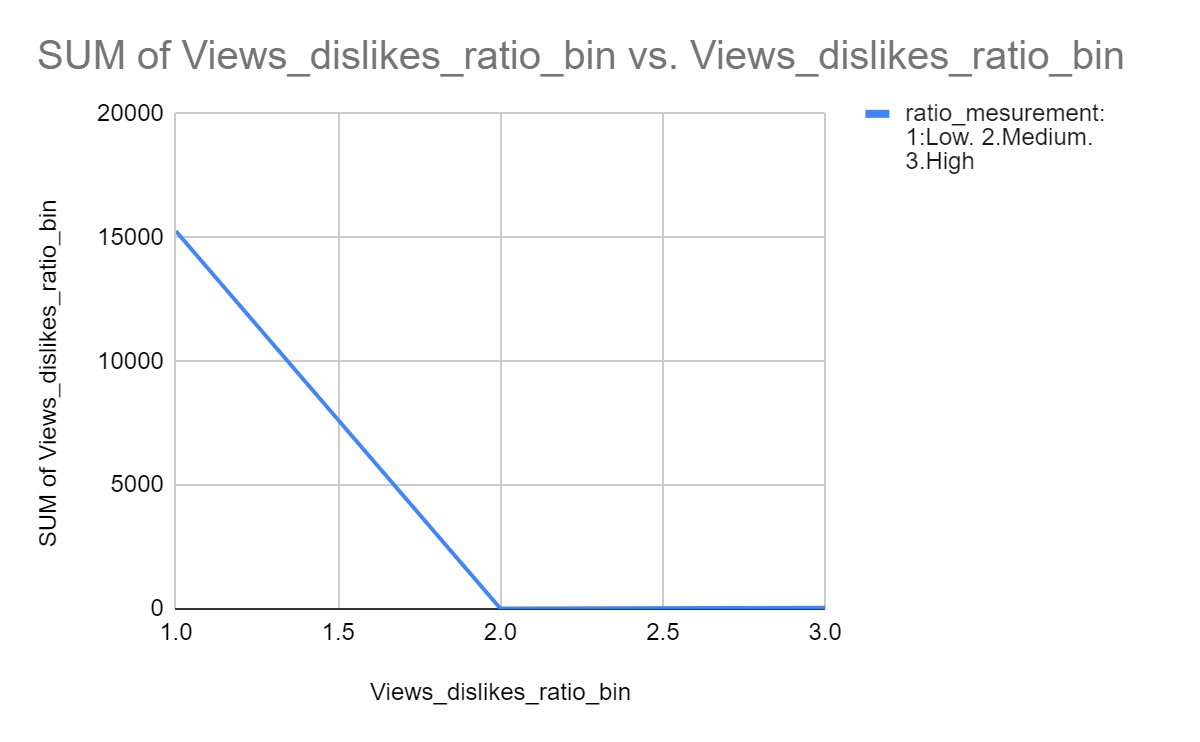 SUM of Views_dislikes_ratio_bin vs. Views_dislikes_ratio_bin
ratio_mesurement:
1:Low. 2.Medium.
3.High
SUM of Views_dislikes_ratio_bin
20000
15000
10000
5000
0
1.0
1.5
2.0
2.5
3.0
Views_dislikes_ratio_bin